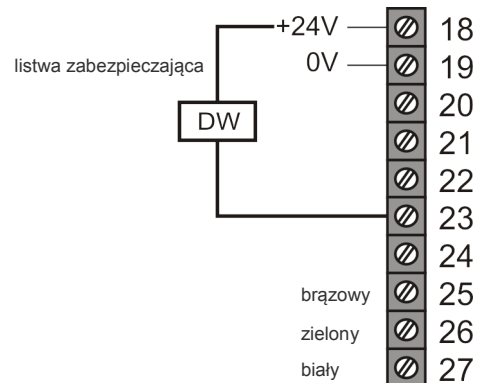 +24V 18
listwa zabezpieczająca 0V 19
20
DW 21
22
23
24
brązowy 25
zielony 26
biały 27